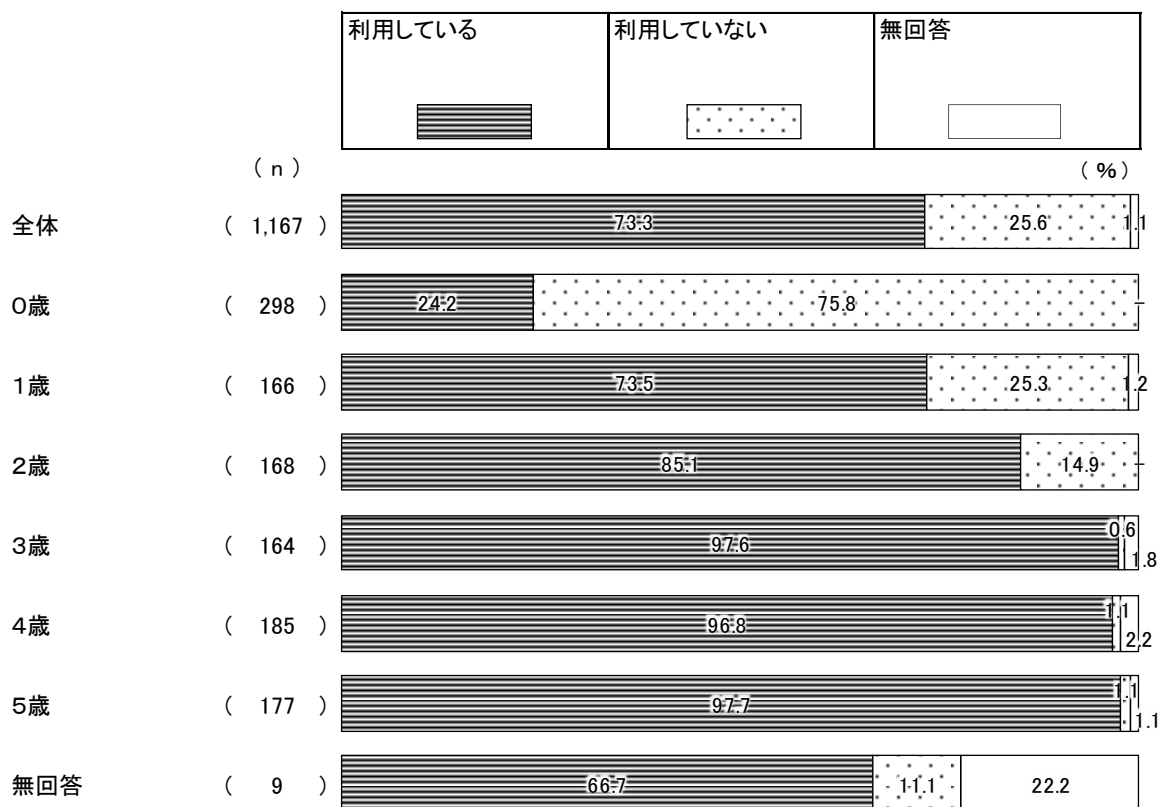 利用している 利用していない 無回答
( n ) ( % )
全体 ( 1,167 ) 73.3 25.6 1.1
0歳 ( 298 ) 24.2 75.8 -
1歳 ( 166 ) 73.5 25.3 1.2
2歳 ( 168 ) 85.1 14.9 -
3歳 ( 164 ) 97.6 0.6 1.8
4歳 ( 185 ) 96.8 1.1 2.2
5歳 ( 177 ) 97.7 1.1 1.1
無回答 ( 9 ) 66.7 11.1 22.2